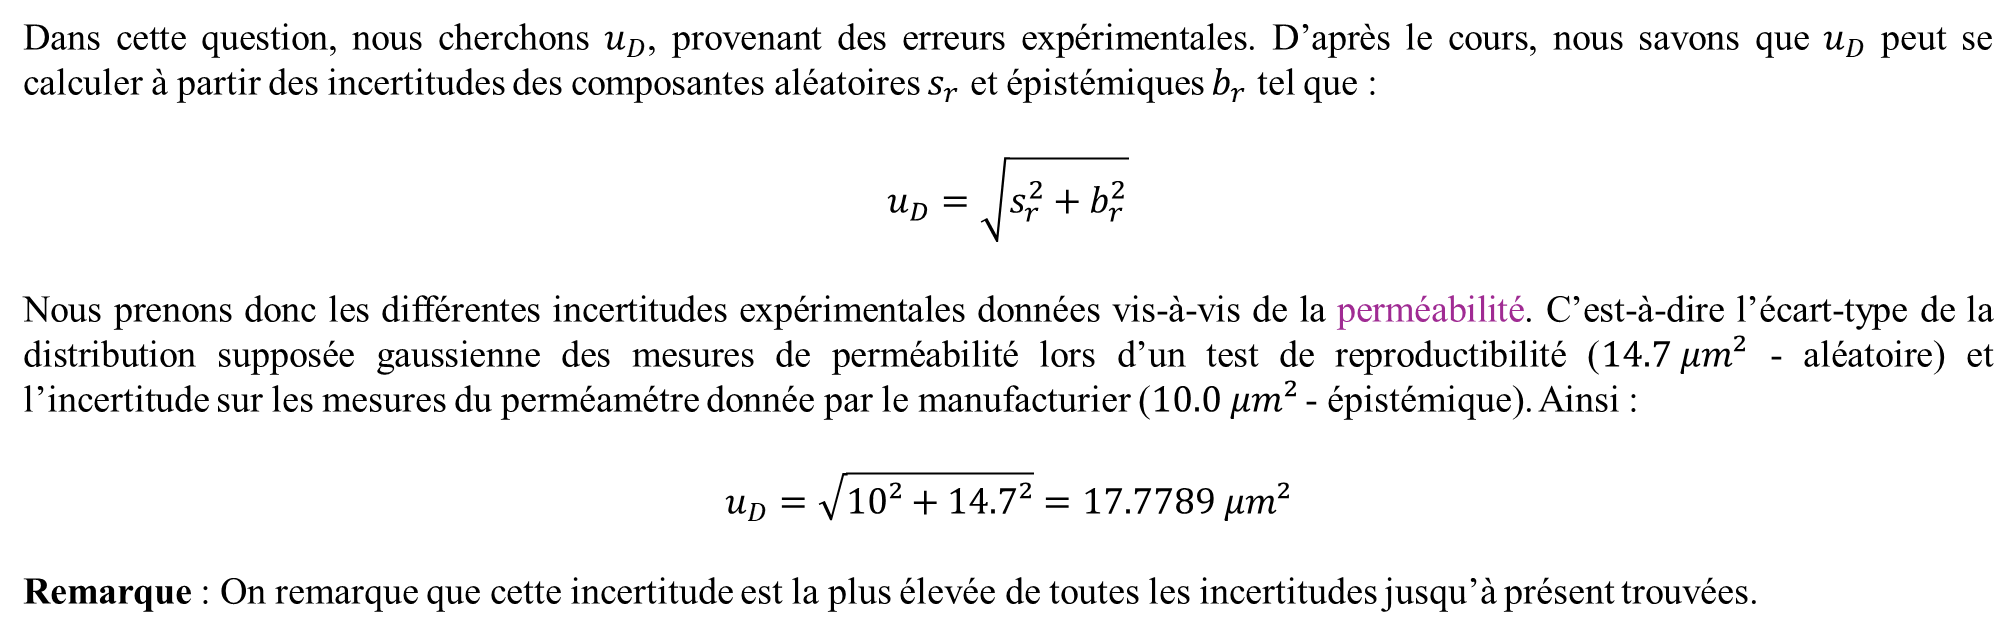 Dans cette question, nous cherchons 𝑢_𝐷, provenant des erreurs expérimentales. D’après le cours, nous savons que 𝑢_𝐷 peut se
calculer à partir des incertitudes des composantes aléatoires 𝑠_𝑟 et épistémiques 𝑏_𝑟 tel que :
𝑢_𝐷 = √(𝑠_𝑟² + 𝑏_𝑟²)
Nous prenons donc les différentes incertitudes expérimentales données vis-à-vis de la perméabilité. C’est-à-dire l’écart-type de la
distribution supposée gaussienne des mesures de perméabilité lors d’un test de reproductibilité (14.7 𝜇𝑚² - aléatoire) et
l’incertitude sur les mesures du perméamétre donnée par le manufacturier (10.0 𝜇𝑚² - épistémique). Ainsi :
𝑢_𝐷 = √(10² + 14.7²) = 17.7789 𝜇𝑚²
Remarque : On remarque que cette incertitude est la plus élevée de toutes les incertitudes jusqu’à présent trouvées.